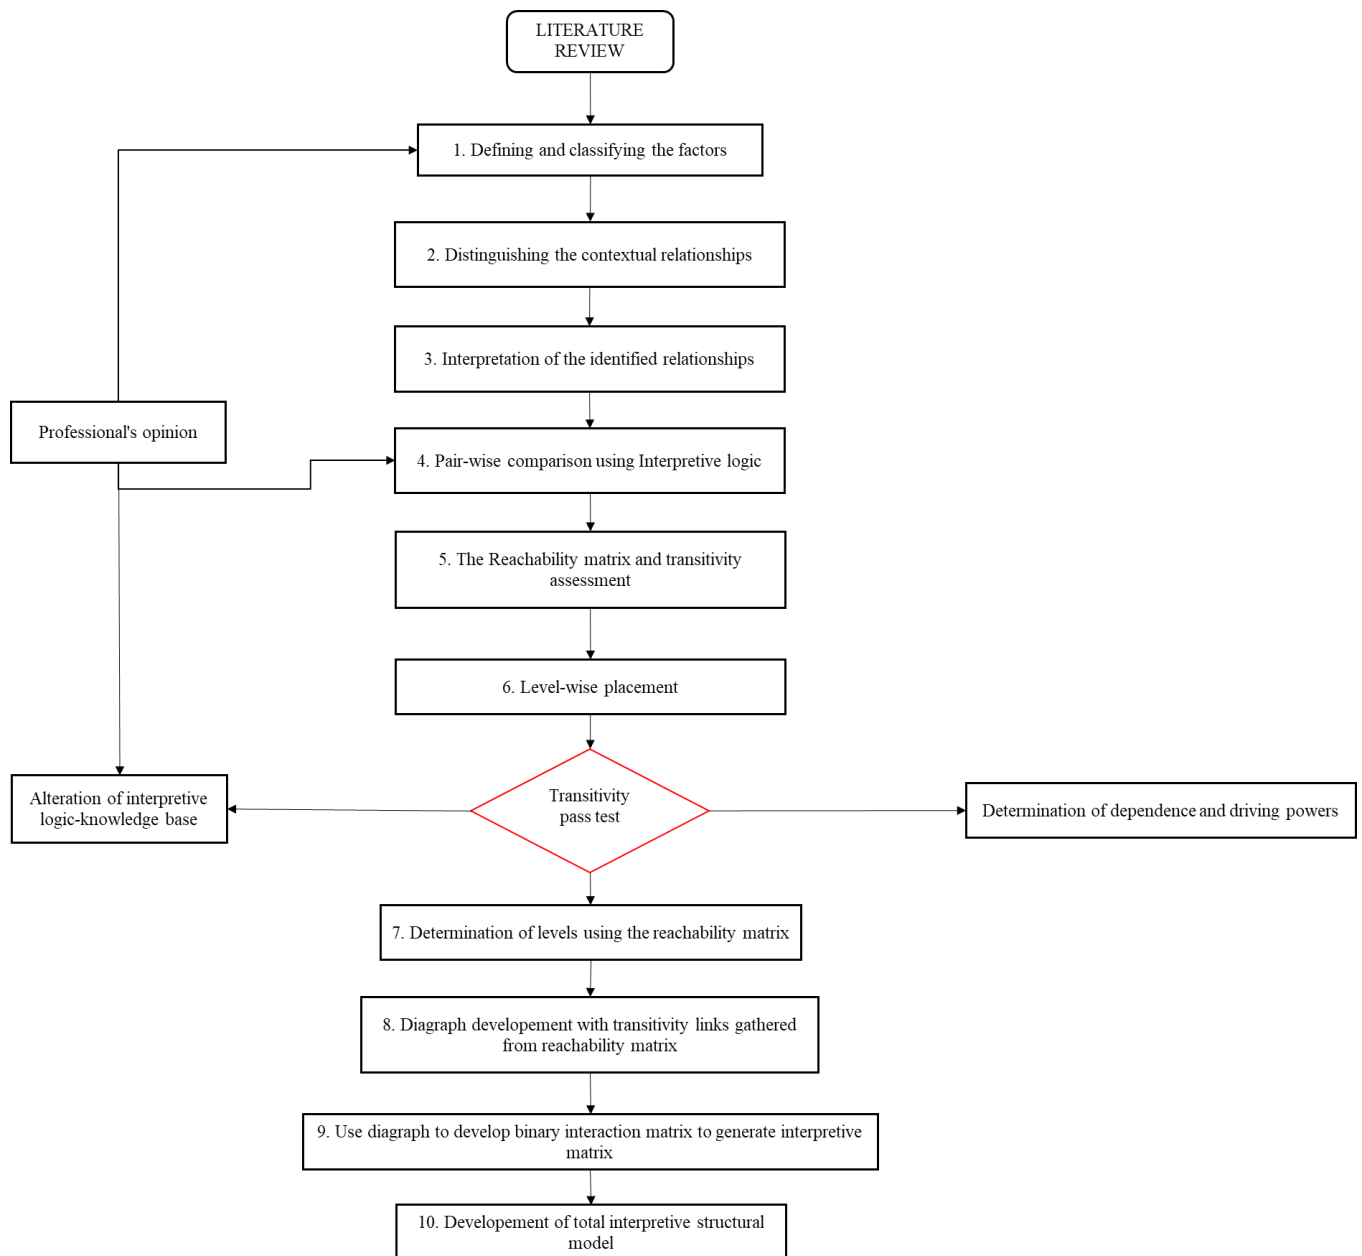 LITERATURE
REVIEW
1. Defining and classifying the factors
2. Distinguishing the contextual relationships
3. Interpretation of the identified relationships
Professional's opinion
4. Pair-wise comparison using Interpretive logic
5. The Reachability matrix and transitivity
assessment
6. Level-wise placement
Alteration of interpretive
logic-knowledge base
Transitivity
pass test
Determination of dependence and driving powers
7. Determination of levels using the reachability matrix
8. Diagraph developement with transitivity links gathered
from reachability matrix
9. Use diagraph to develop binary interaction matrix to generate interpretive
matrix
10. Developement of total interpretive structural
model